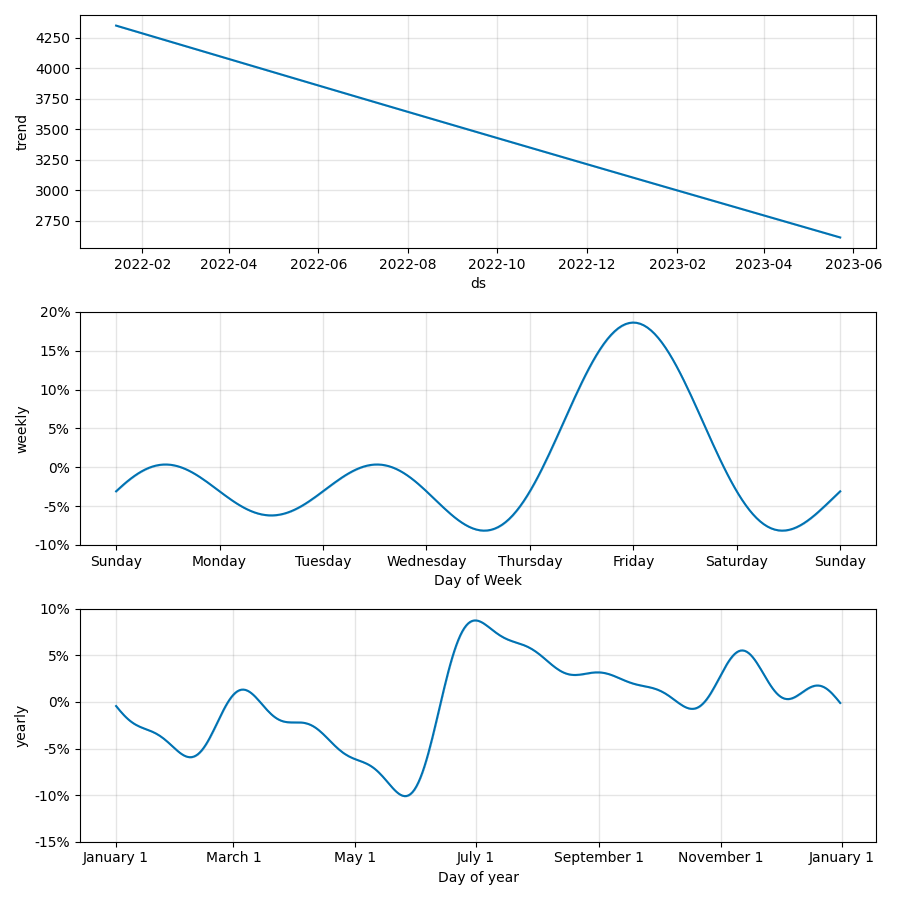 4250
4000
3750
3500
3250
3000
2750
trend
2022-02 2022-04 2022-06 2022-08 2022-10 2022-12 2023-02 2023-04 2023-06
ds
20%
15%
10%
5%
0%
-5%
-10%
weekly
Sunday Monday Tuesday Wednesday Thursday Friday Saturday Sunday
Day of Week
10%
5%
0%
-5%
-10%
-15%
yearly
January 1 March 1 May 1 July 1 September 1 November 1 January 1
Day of year